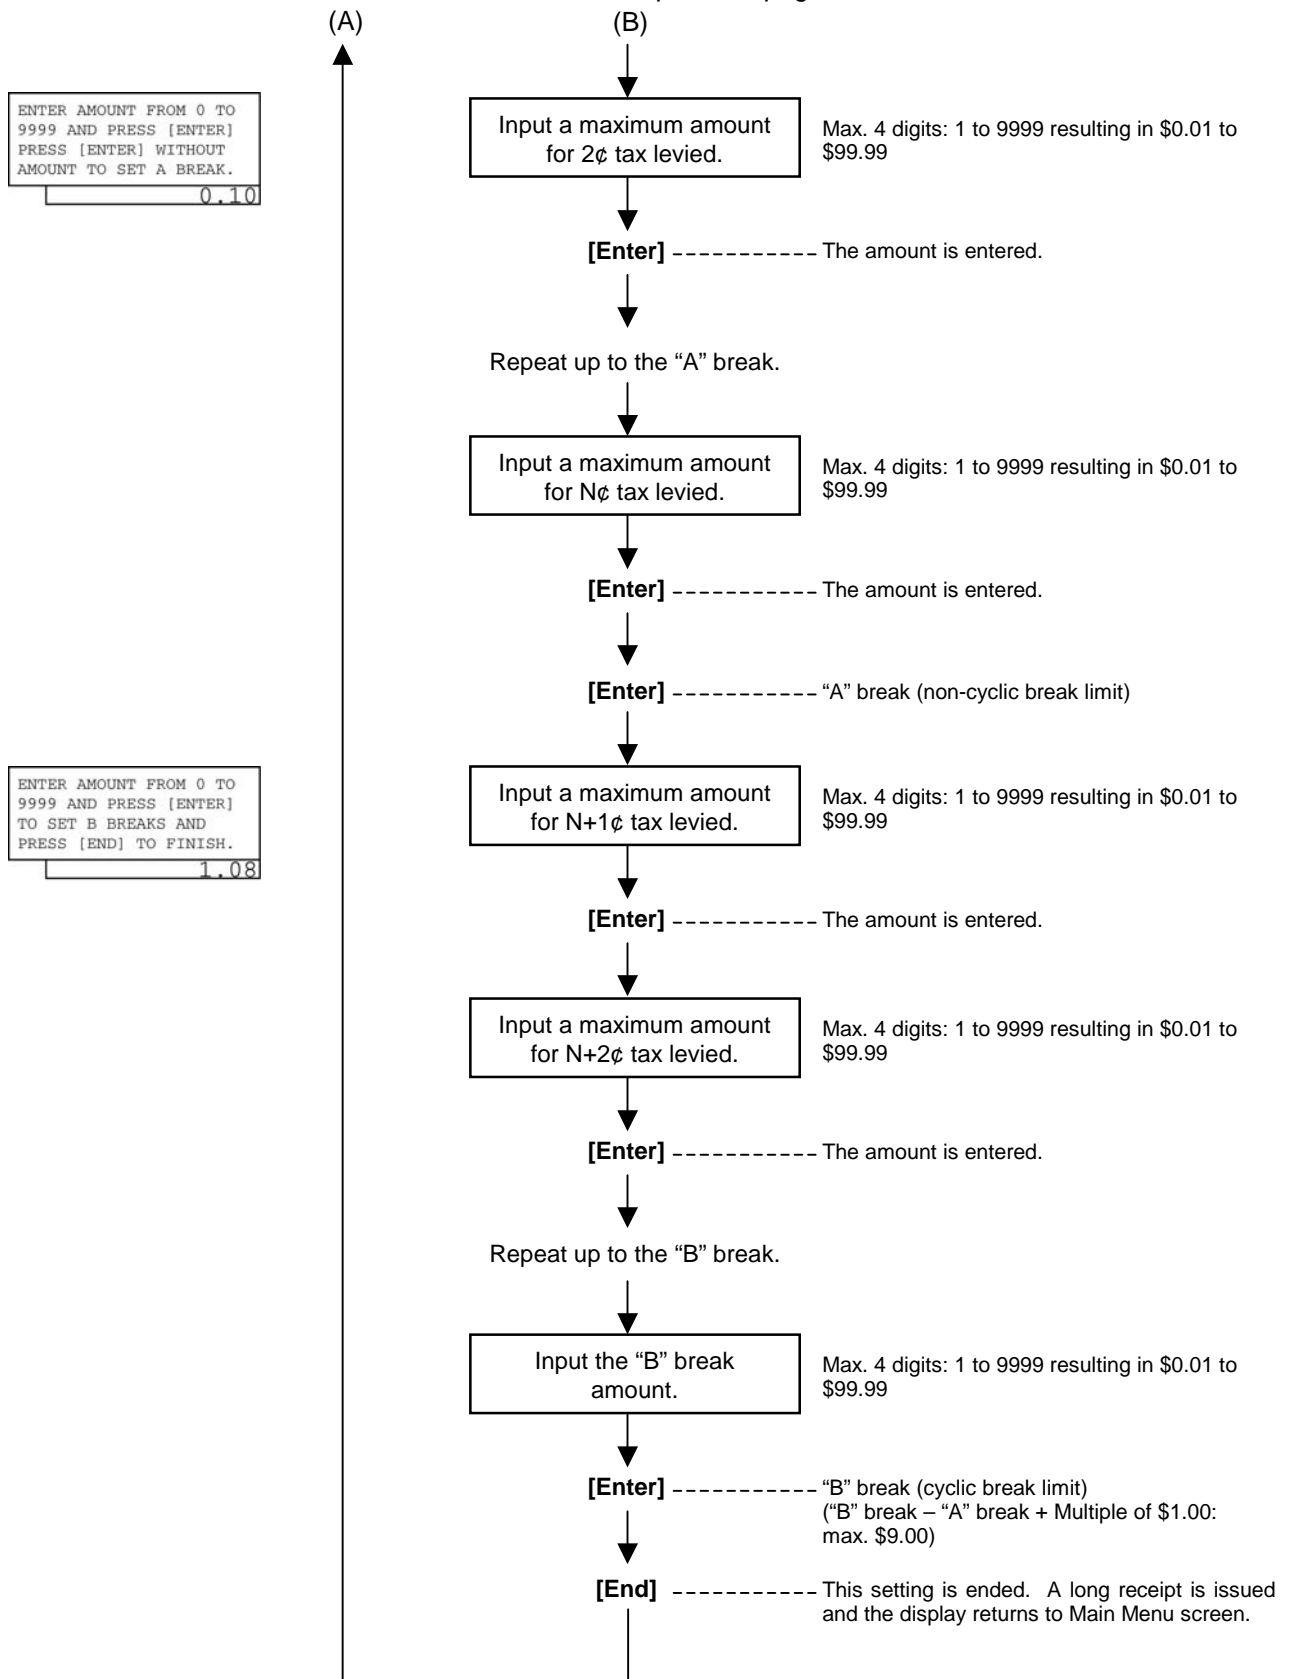 (A)
(B)
ENTER AMOUNT FROM 0 TO
9999 AND PRESS [ENTER]
PRESS [ENTER] WITHOUT
AMOUNT TO SET A BREAK.
0.10
Input a maximum amount
for 2¢ tax levied.
Max. 4 digits: 1 to 9999 resulting in $0.01 to
$99.99
[Enter]
The amount is entered.
Repeat up to the “A” break.
Input a maximum amount
for N¢ tax levied.
Max. 4 digits: 1 to 9999 resulting in $0.01 to
$99.99
[Enter]
The amount is entered.
[Enter]
“A” break (non-cyclic break limit)
ENTER AMOUNT FROM 0 TO
9999 AND PRESS [ENTER]
TO SET B BREAKS AND
PRESS [END] TO FINISH.
1.08
Input a maximum amount
for N+1¢ tax levied.
Max. 4 digits: 1 to 9999 resulting in $0.01 to
$99.99
[Enter]
The amount is entered.
Input a maximum amount
for N+2¢ tax levied.
Max. 4 digits: 1 to 9999 resulting in $0.01 to
$99.99
[Enter]
The amount is entered.
Repeat up to the “B” break.
Input the “B” break
amount.
Max. 4 digits: 1 to 9999 resulting in $0.01 to
$99.99
[Enter]
“B” break (cyclic break limit)
(“B” break – “A” break + Multiple of $1.00:
max. $9.00)
[End]
This setting is ended. A long receipt is issued
and the display returns to Main Menu screen.